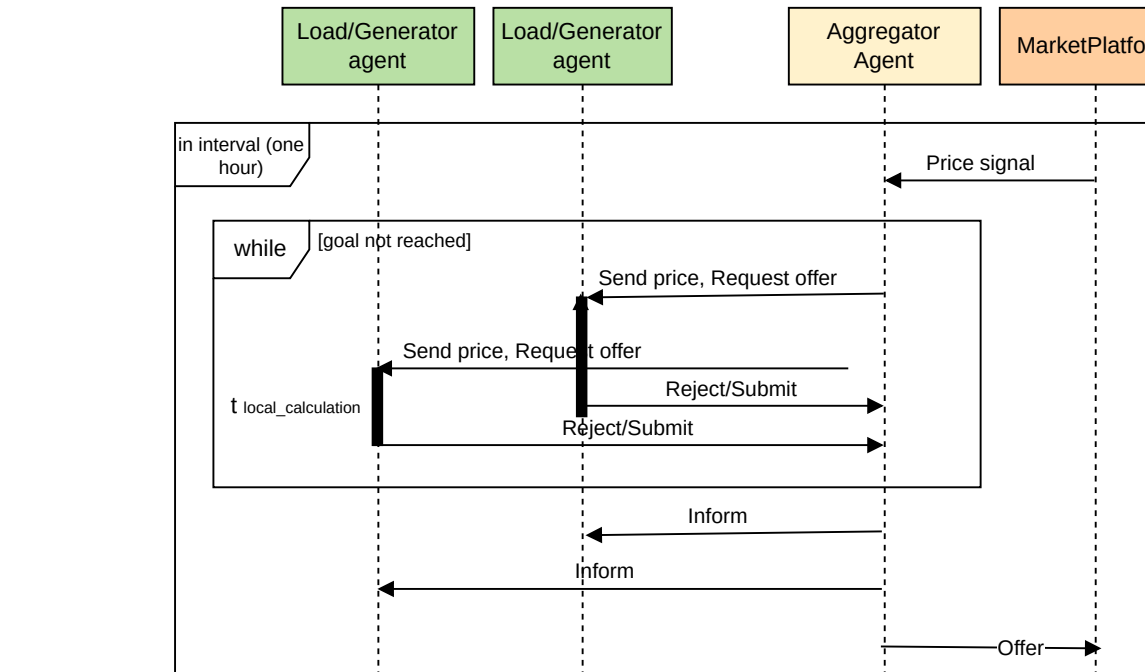 Load/Generator
agent
Load/Generator
agent
Aggregator
Agent
MarketPlatfo
in interval (one
hour)
Price signal
while
[goal not reached]
Send price, Request offer
Send price, Request offer
Reject/Submit
t local_calculation
Reject/Submit
Inform
Inform
Offer